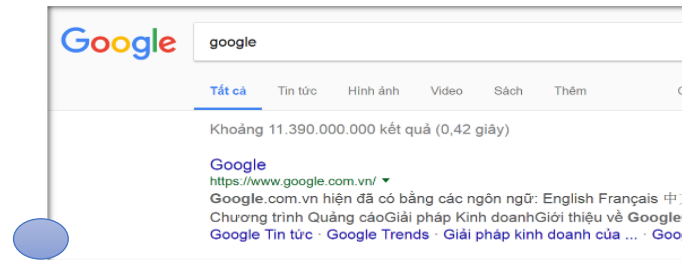 Google
google
Tất cả Tin tức Hình ảnh Video Sách Thêm
Khoảng 11.390.000.000 kết quả (0,42 giây)
Google
https://www.google.com.vn/
Google.com.vn hiện đã có bằng các ngôn ngữ: English Français 中
Chương trình Quảng cáoGiải pháp Kinh doanhGiới thiệu về Google
Google Tin tức · Google Trends · Giải pháp kinh doanh của ... · Goo